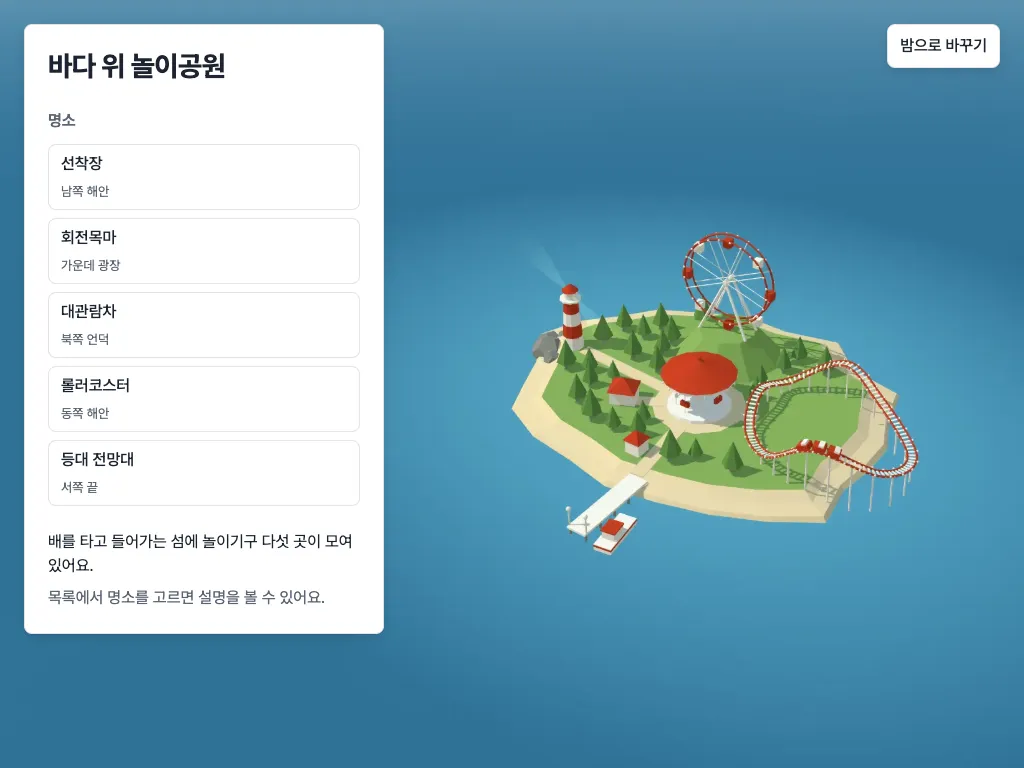 바다 위 놀이공원
밤으로 바꾸기
명소
선착장
남쪽 해안
회전목마
가운데 광장
대관람차
북쪽 언덕
롤러코스터
동쪽 해안
등대 전망대
서쪽 끝
배를 타고 들어가는 섬에 놀이기구 다섯 곳이 모여
있어요.
목록에서 명소를 고르면 설명을 볼 수 있어요.